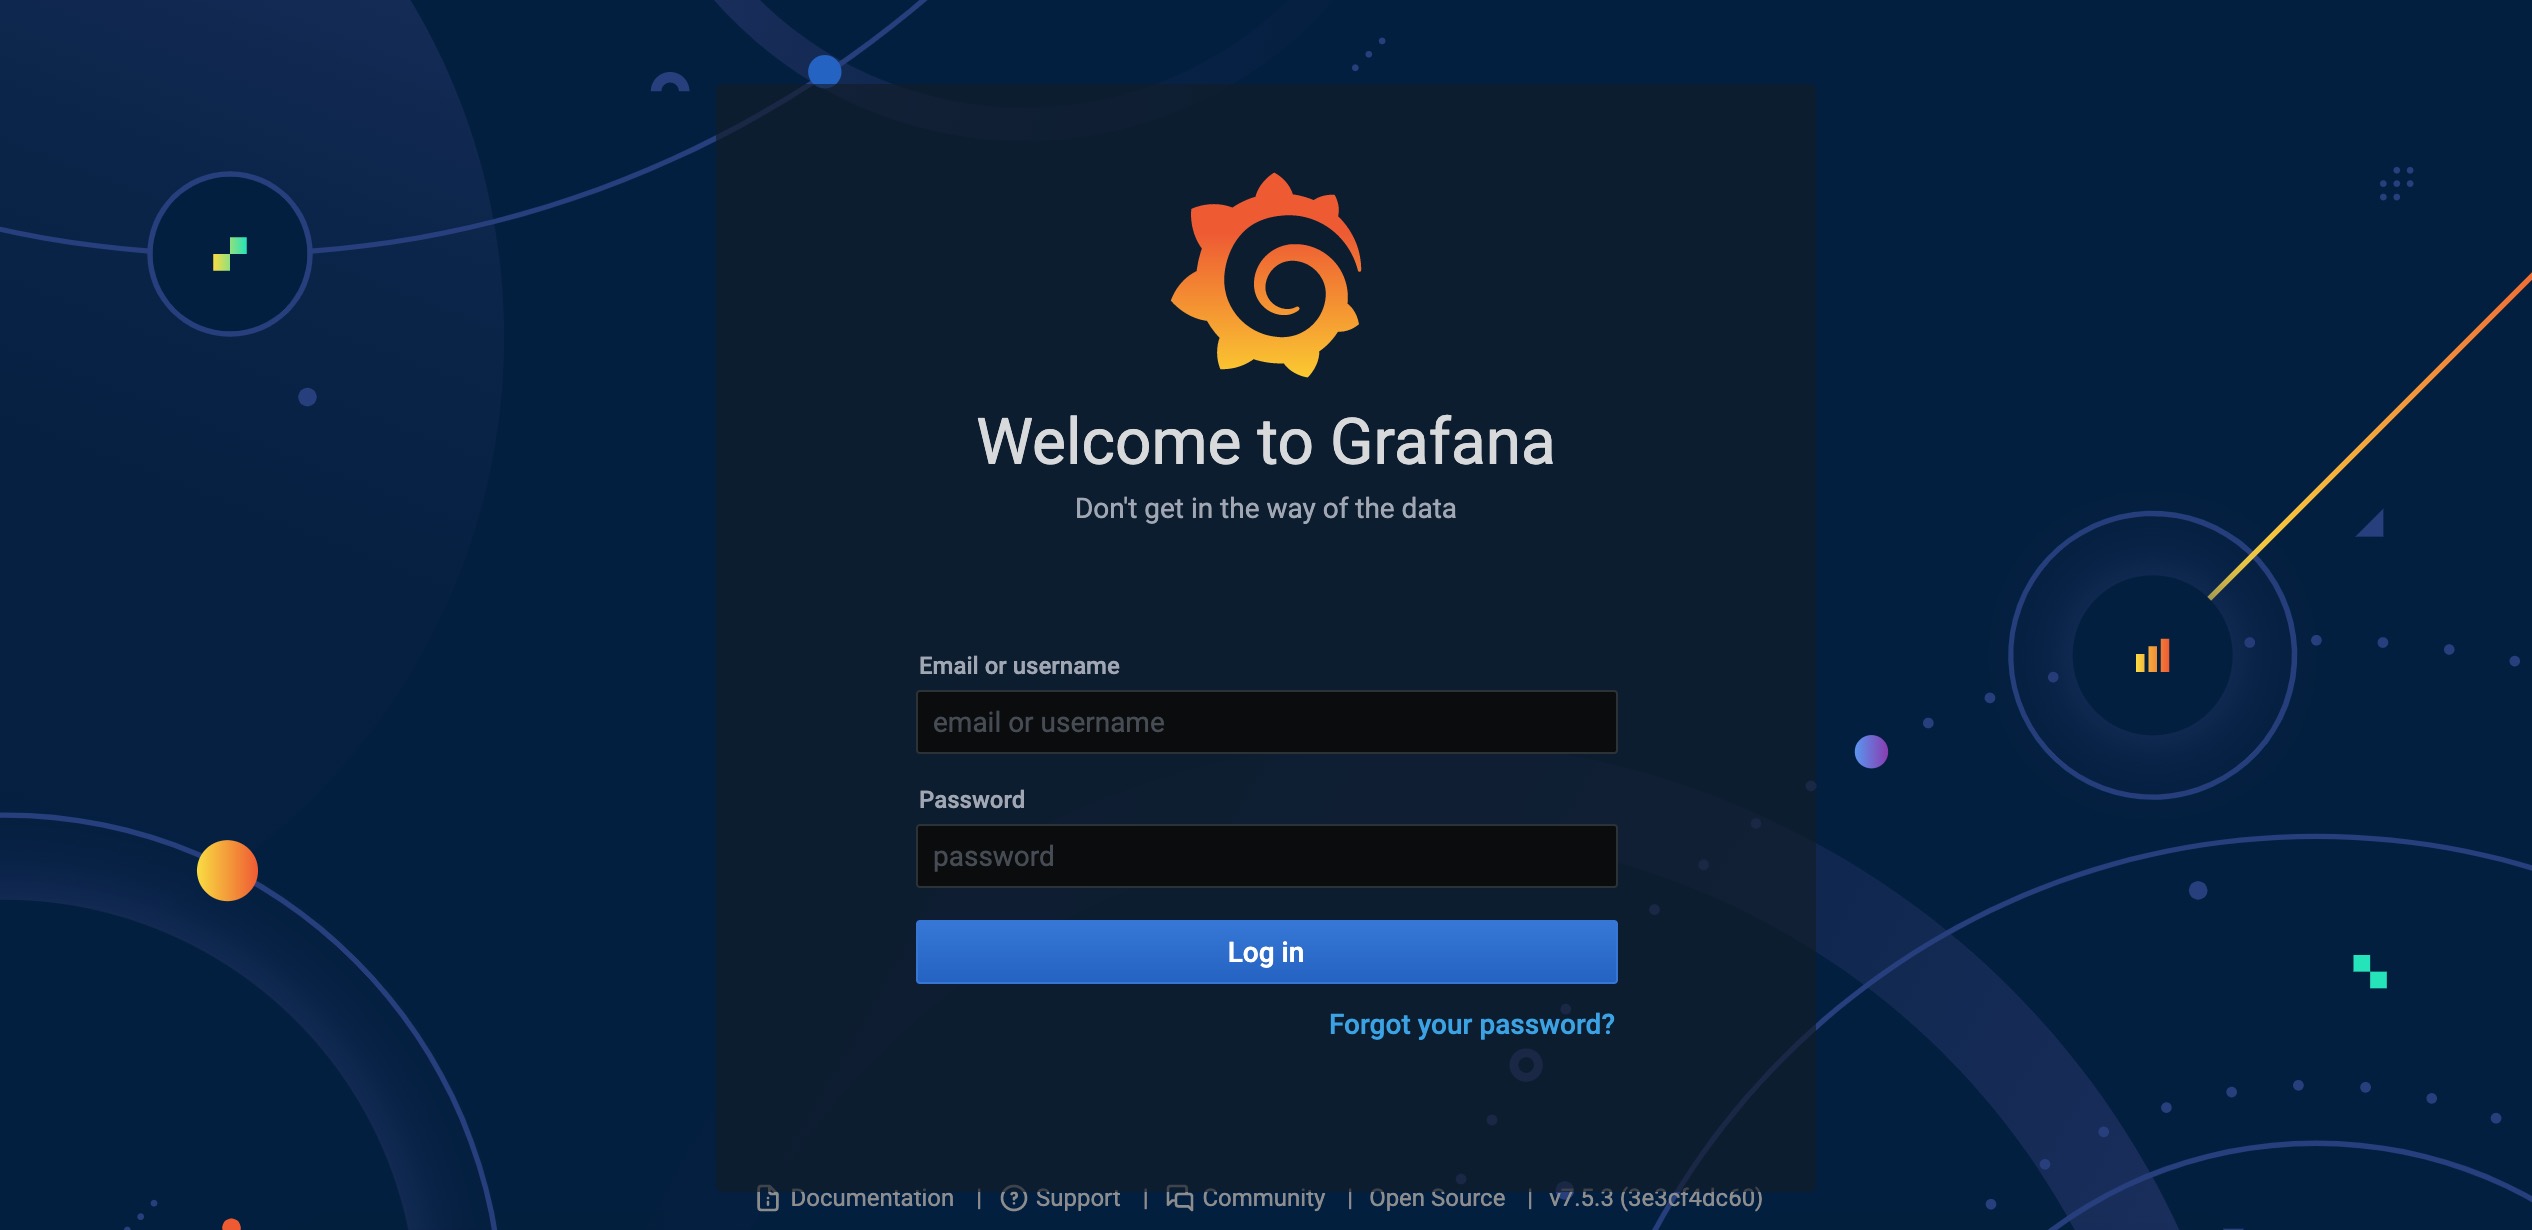 Welcome to Grafana
Don't get in the way of the data
Email or username
email or username
Password
password
Log in
Forgot your password?
Documentation | Support | Community | Open Source | v7.5.3 (3e3cf4dc60)